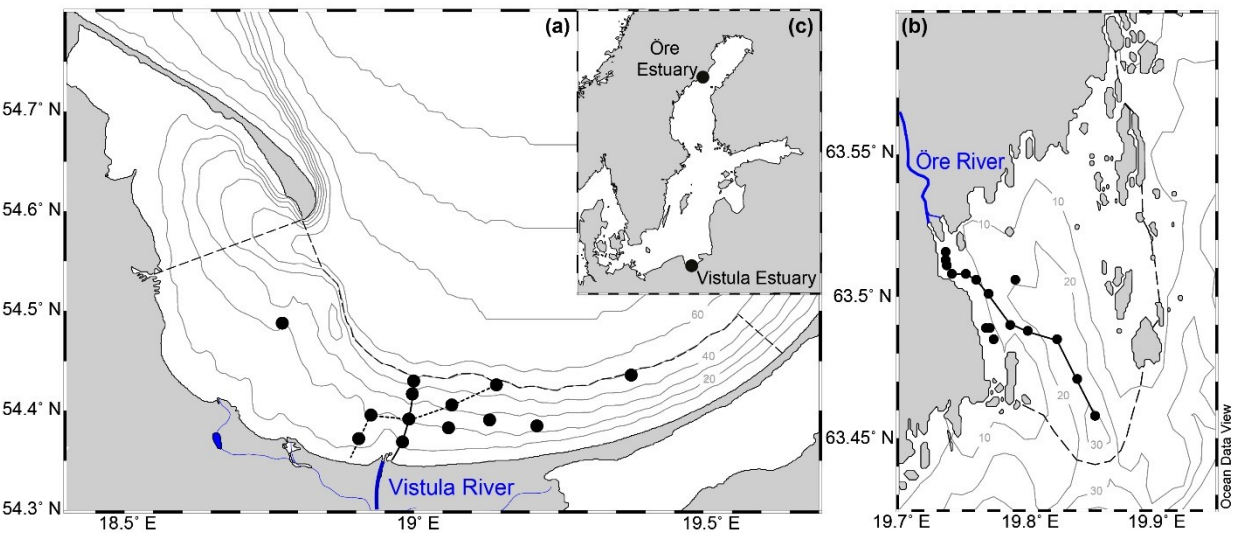 (a)
54.7° N
54.6° N
54.5° N
54.4° N
54.3° N
18.5° E
19° E
19.5° E
60
40
20
Vistula River
(c)
Öre
Estuary
Vistula Estuary
(b)
63.55° N
63.5° N
63.45° N
19.7° E
19.8° E
19.9° E
Öre River
10
10
20
20
10
30
30
Ocean Data View